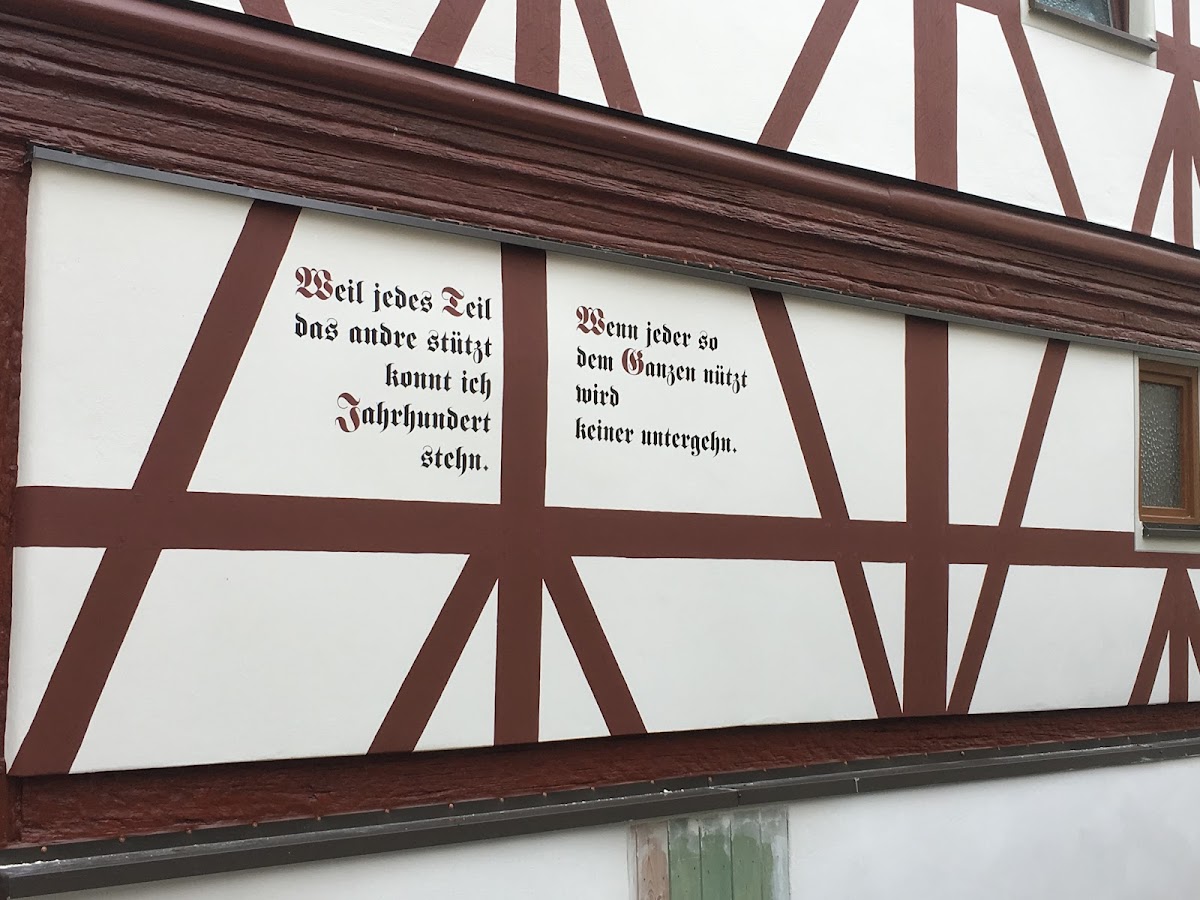 Weil jedes Teil
das andre stützt
konnt ich
Jahrhundert
stehn.
Wenn jeder so
dem Ganzen nützt
wird
keiner untergehn.